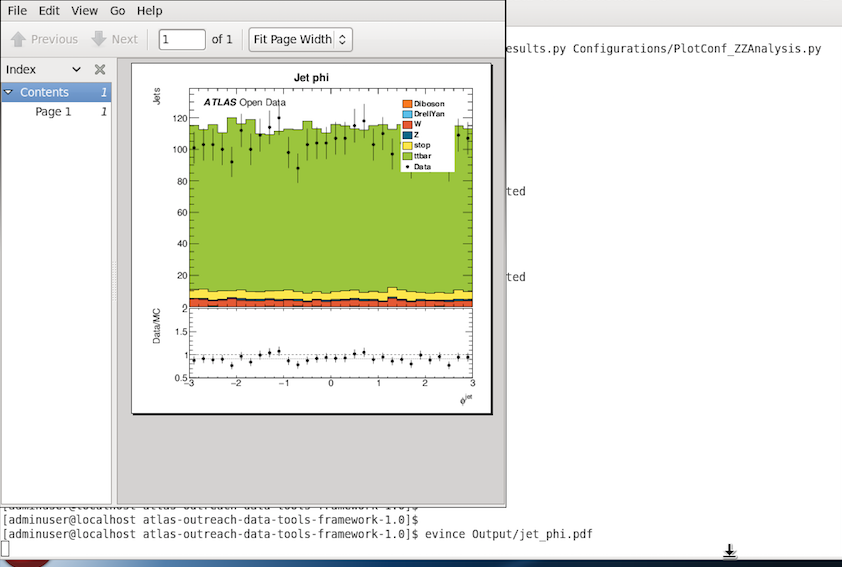 File Edit View Go Help
Previous Next 1 of 1 Fit Page Width
esults.py Configurations/PlotConf_ZZAnalysis.py
Index
Contents 1
Page 1 1
Jet phi
Jets
ATLAS Open Data
Diboson
DrellYan
W
Z
stop
ttbar
Data
120
100
80
60
40
20
0
Data/MC
2
1.5
1
0.5
−3 −2 −1 0 1 2 3
ϕjet
ted
ted
[adminuser@localhost atlas-outreach-data-tools-framework-1.0]$
[adminuser@localhost atlas-outreach-data-tools-framework-1.0]$
[adminuser@localhost atlas-outreach-data-tools-framework-1.0]$ evince Output/jet_phi.pdf